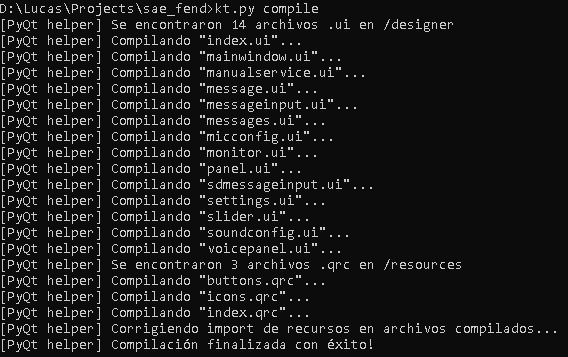 D:\Lucas\Projects\sae_fend>kt.py compile
[PyQt helper] Se encontraron 14 archivos .ui en /designer
[PyQt helper] Compilando "index.ui"...
[PyQt helper] Compilando "mainwindow.ui"...
[PyQt helper] Compilando "manualservice.ui"...
[PyQt helper] Compilando "message.ui"...
[PyQt helper] Compilando "messageinput.ui"...
[PyQt helper] Compilando "messages.ui"...
[PyQt helper] Compilando "micconfig.ui"...
[PyQt helper] Compilando "monitor.ui"...
[PyQt helper] Compilando "panel.ui"...
[PyQt helper] Compilando "sdmessageinput.ui"...
[PyQt helper] Compilando "settings.ui"...
[PyQt helper] Compilando "slider.ui"...
[PyQt helper] Compilando "soundconfig.ui"...
[PyQt helper] Compilando "voicepanel.ui"...
[PyQt helper] Se encontraron 3 archivos .qrc en /resources
[PyQt helper] Compilando "buttons.qrc"...
[PyQt helper] Compilando "icons.qrc"...
[PyQt helper] Compilando "index.qrc"...
[PyQt helper] Corrigiendo import de recursos en archivos compilados...
[PyQt helper] Compilación finalizada con éxito!